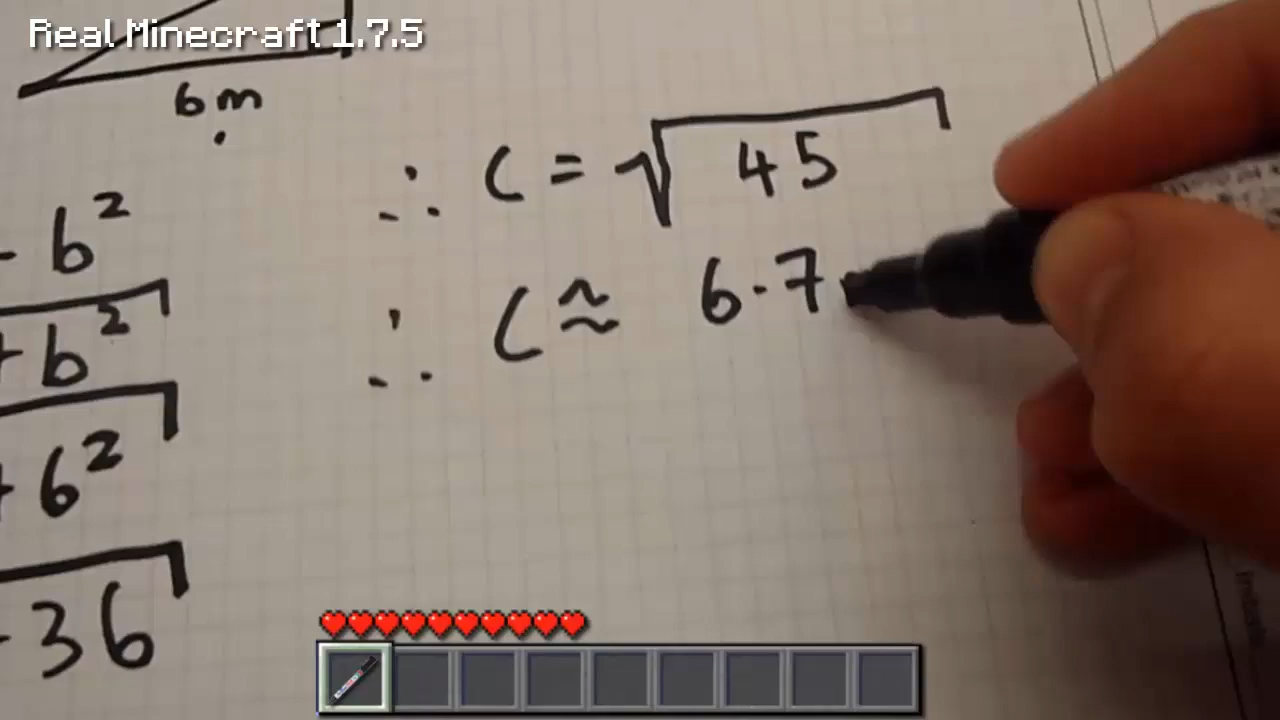 Real Minecraft 1.7.5
6m
∴ C = √45
∴ C ≈ 6.7
- b²
+ b²
+ 6²
- 36